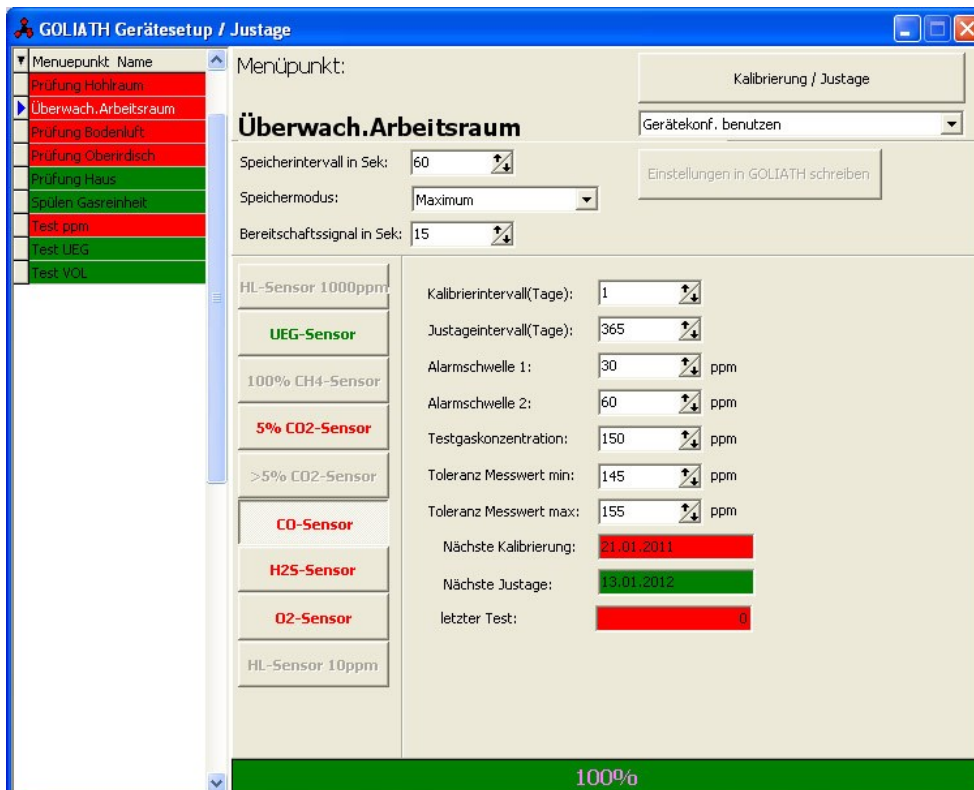 GOLIATH Gerätesetup / Justage
Menuepunkt Name
Prüfung Hohlraum
Überwach.Arbeitsraum
Prüfung Bodenluft
Prüfung Oberirdisch
Prüfung Haus
Spülen Gasreinheit
Test ppm
Test UEG
Test VOL
Menüpunkt:
Kalibrierung / Justage
Überwach.Arbeitsraum
Gerätekonf. benutzen
Speicherintervall in Sek: 60
Einstellungen in GOLIATH schreiben
Speichermodus: Maximum
Bereitschaftssignal in Sek: 15
HL-Sensor 1000ppm
UEG-Sensor
100% CH4-Sensor
5% CO2-Sensor
>5% CO2-Sensor
CO-Sensor
H2S-Sensor
O2-Sensor
HL-Sensor 10ppm
Kalibrierintervall(Tage): 1
Justageintervall(Tage): 365
Alarmschwelle 1: 30 ppm
Alarmschwelle 2: 60 ppm
Testgaskonzentration: 150 ppm
Toleranz Messwert min: 145 ppm
Toleranz Messwert max: 155 ppm
Nächste Kalibrierung: 21.01.2011
Nächste Justage: 13.01.2012
letzter Test: 0
100%